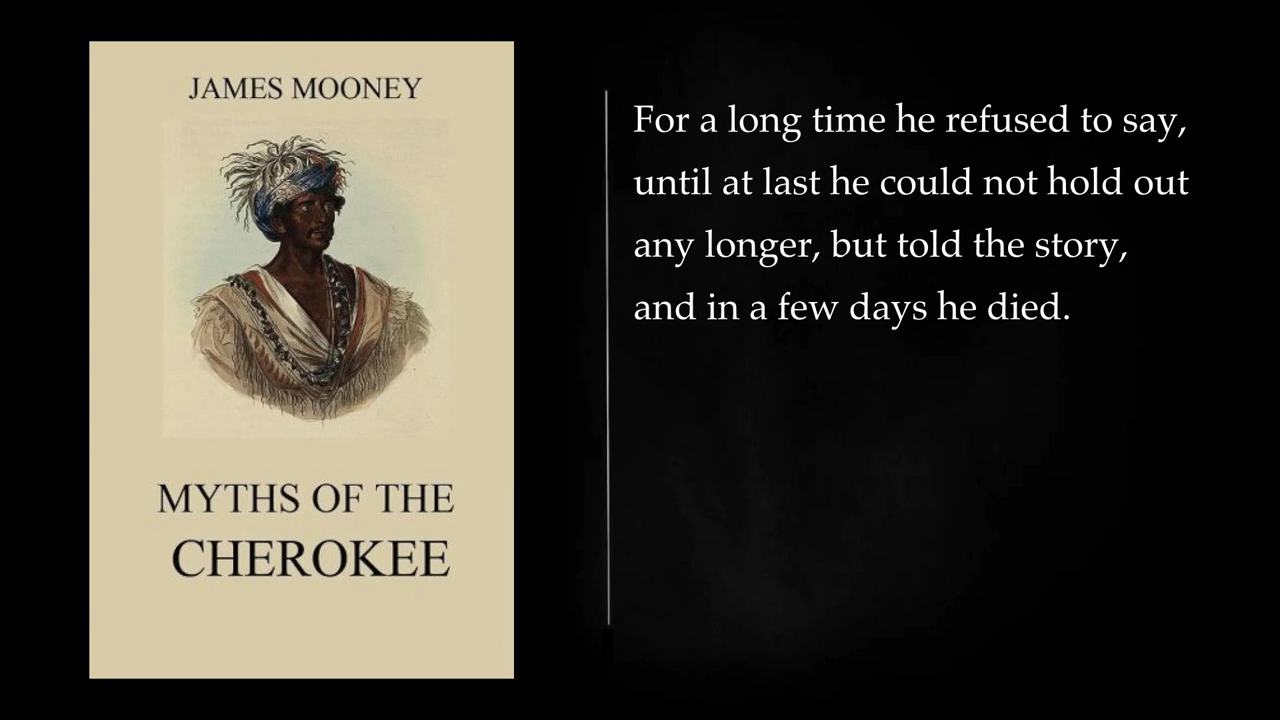 JAMES MOONEY
MYTHS OF THE
CHEROKEE
For a long time he refused to say,
until at last he could not hold out
any longer, but told the story,
and in a few days he died.